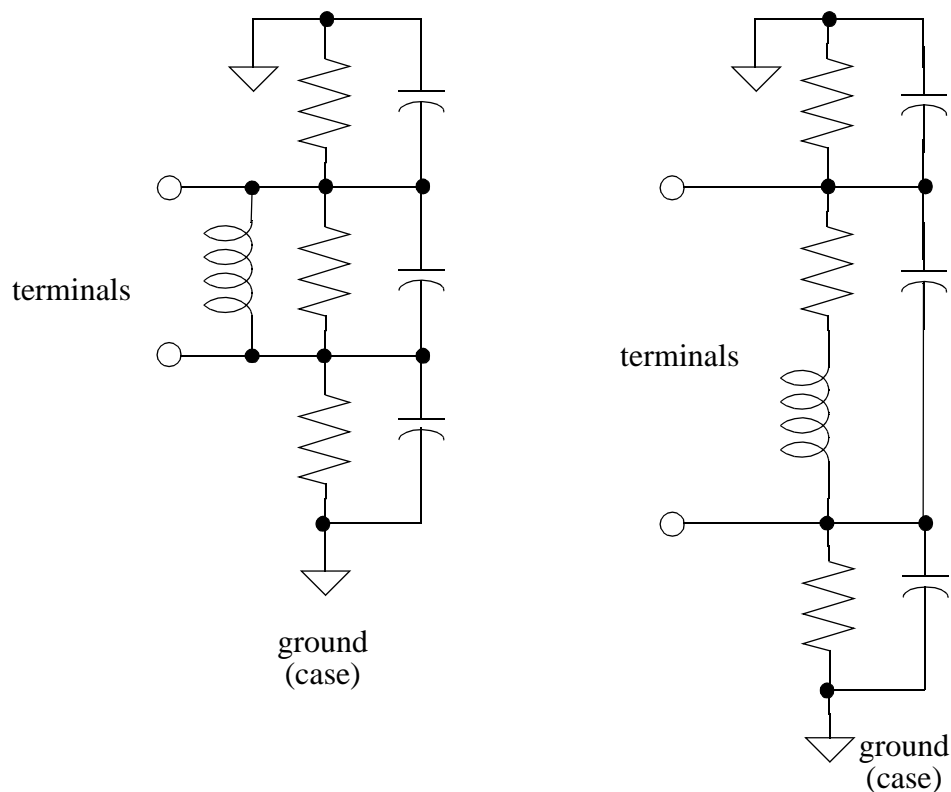 terminals
ground
(case)
terminals
ground
(case)